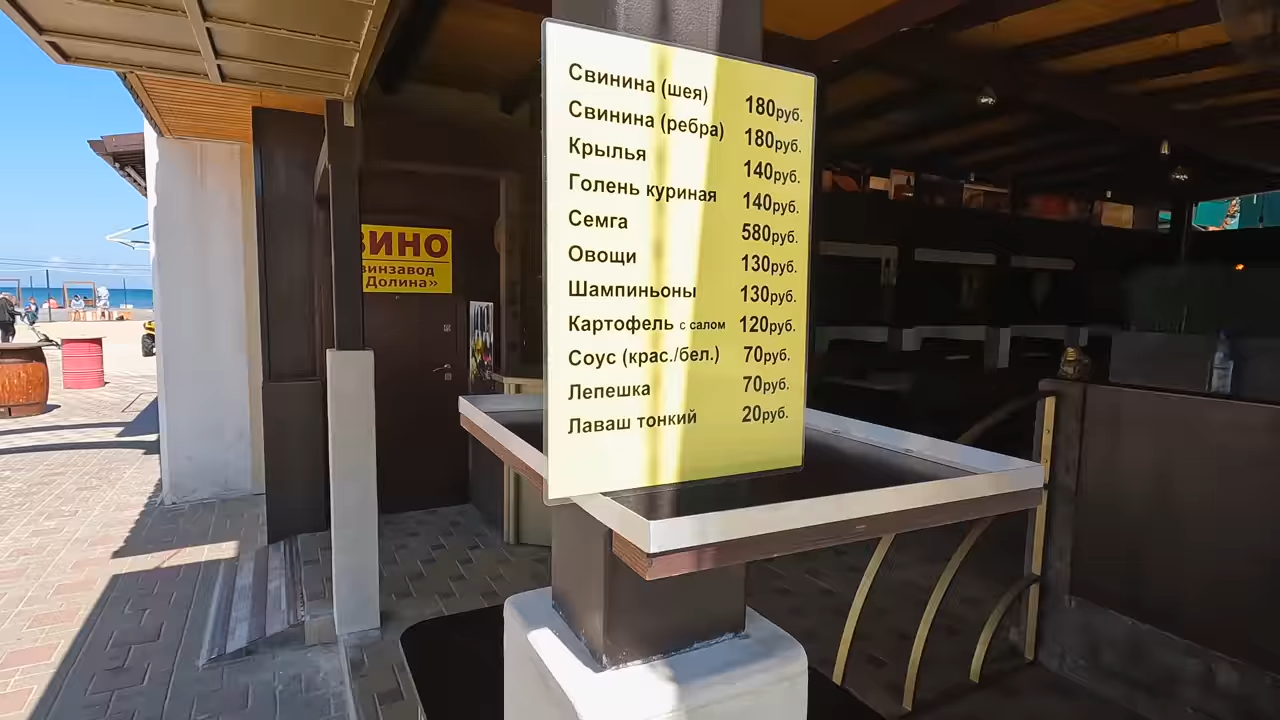 Свинина (шея) 180руб.
Свинина (ребра) 180руб.
Крылья 140руб.
Голень куриная 140руб.
Семга 580руб.
Овощи 130руб.
Шампиньоны 130руб.
Картофель с салом 120руб.
Соус (крас./бел.) 70руб.
Лепешка 70руб.
Лаваш тонкий 20руб.
ВИНО
винзавод
Долина»